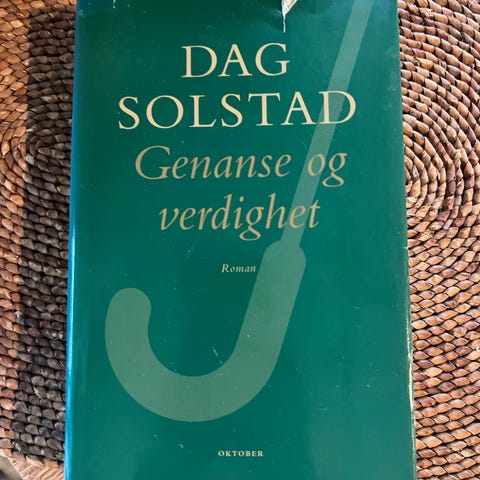 DAG
SOLSTAD
Genanse og
verdighet
Roman
OKTOBER